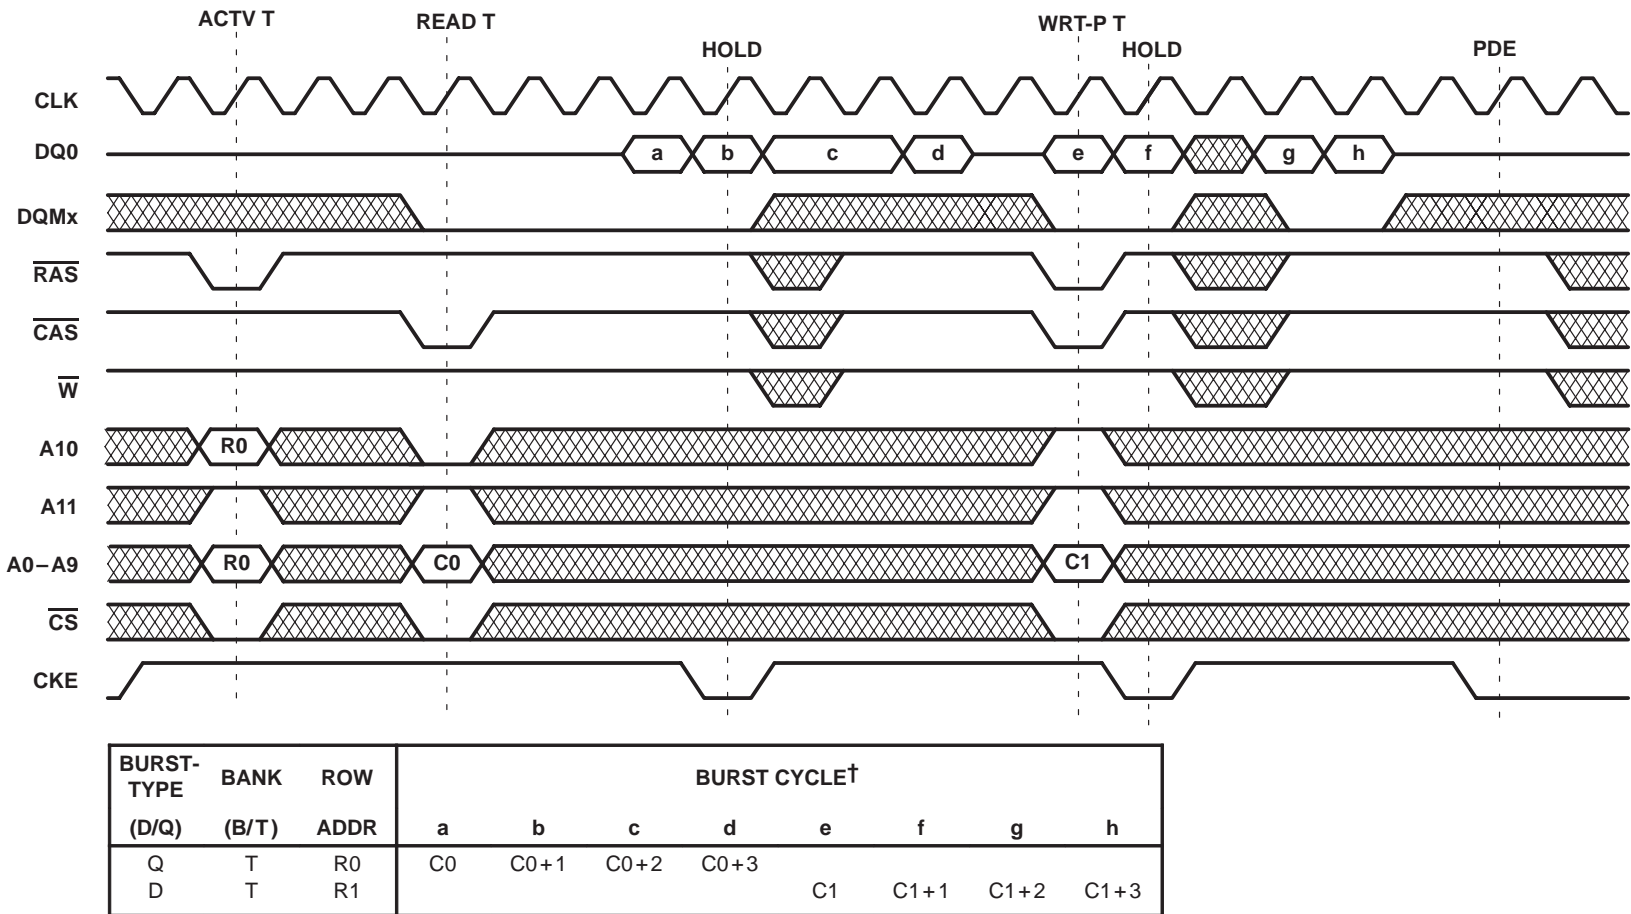 ACTV T
READ T
WRT-P T
HOLD
HOLD
PDE
CLK
DQ0
a b c d e f g h
DQMx
RAS
CAS
W
A10
R0
A11
A0–A9
R0 C0 C1
CS
CKE
BURST-TYPE BANK ROW BURST CYCLE†
(D/Q) (B/T) ADDR a b c d e f g h
Q T R0 C0 C0+1 C0+2 C0+3
D T R1 C1 C1+1 C1+2 C1+3